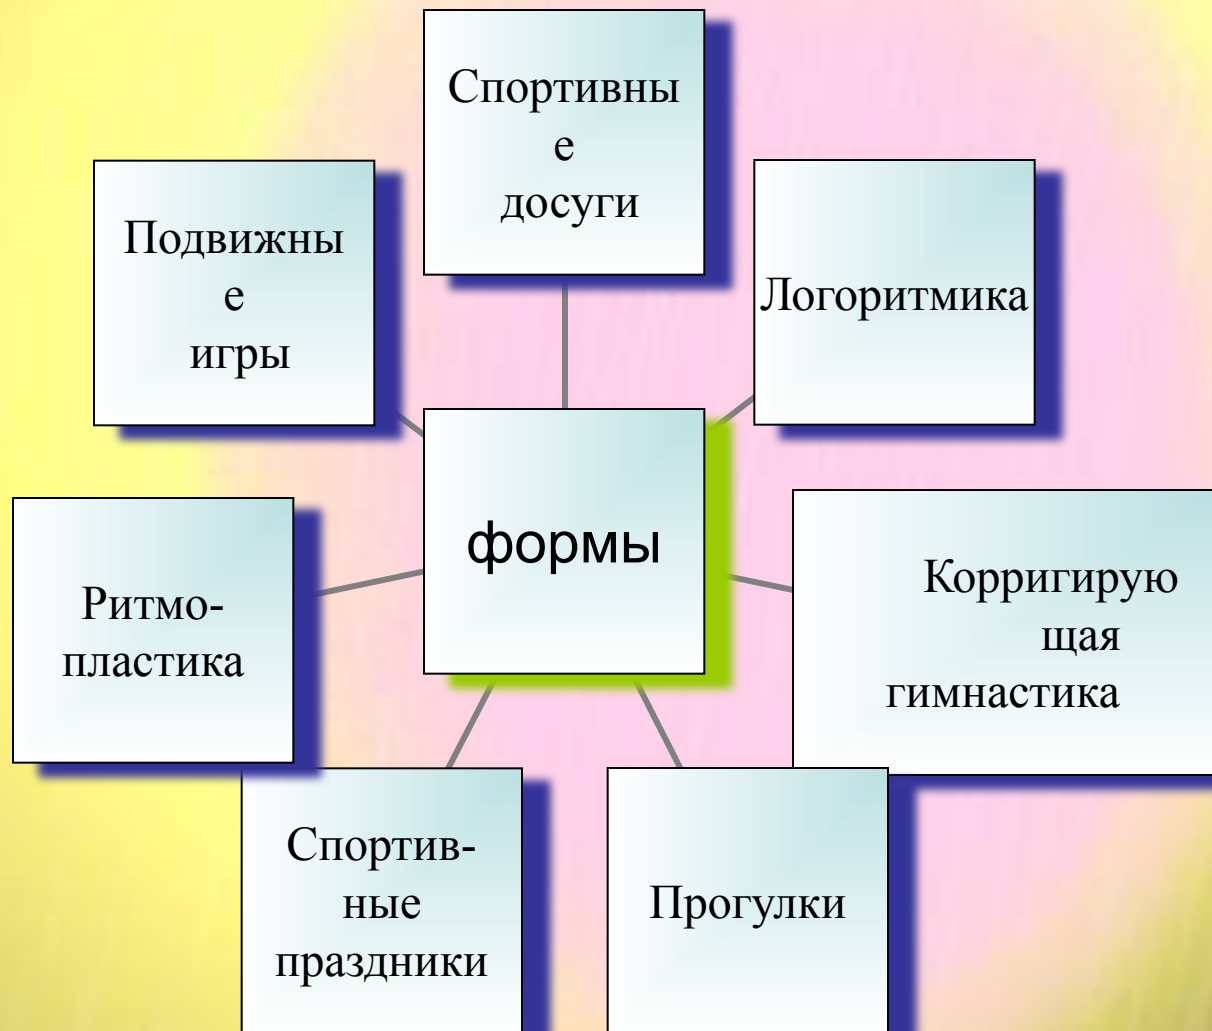 Спортивны
е
досуги
Подвижны
е
игры
Логоритмика
формы
Корригирую
щая
гимнастика
Ритмо-
пластика
Спортив-
ные
праздники
Прогулки